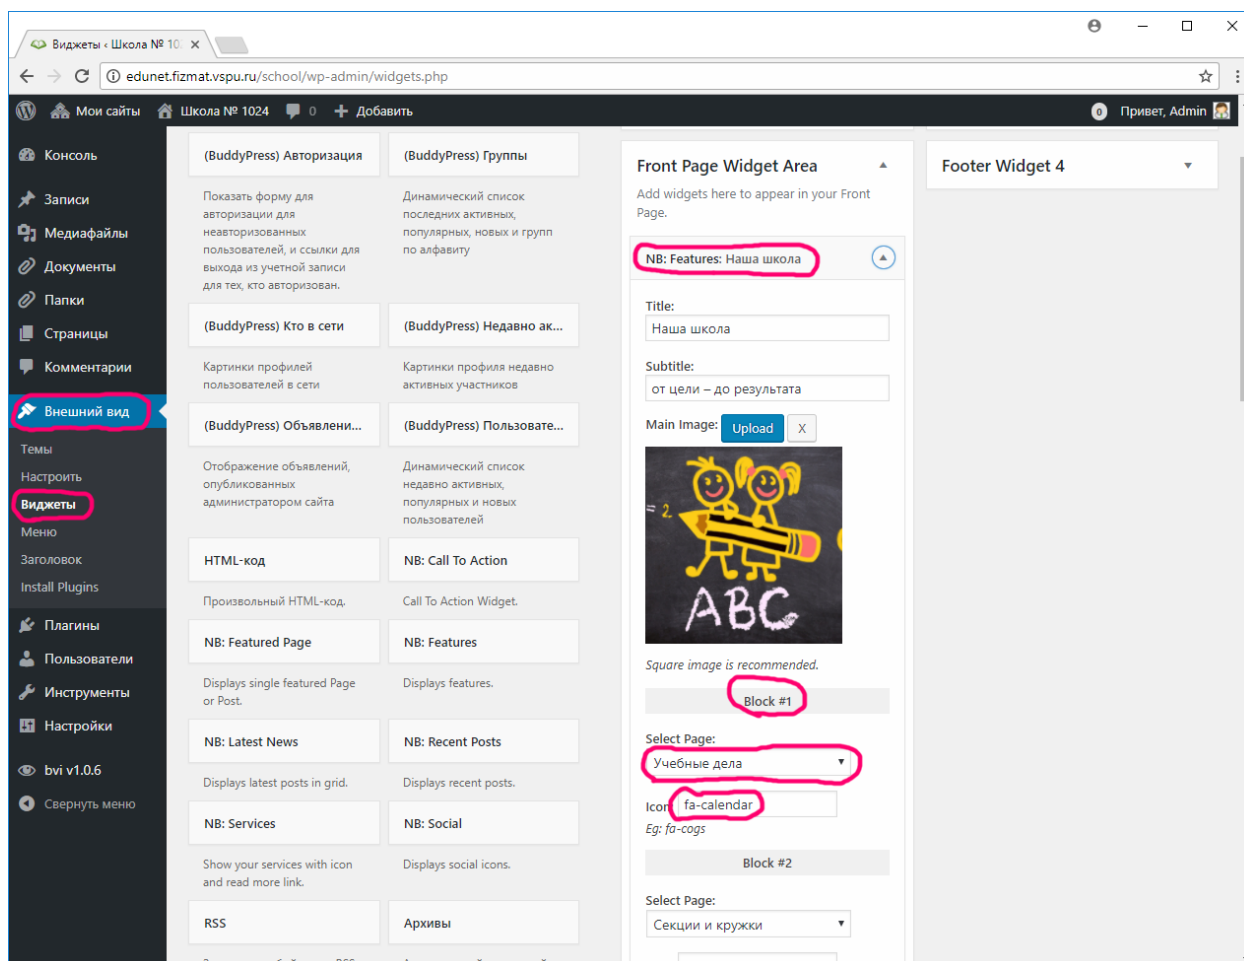 Виджеты ‹ Школа № 10
edunet.fizmat.vspu.ru/school/wp-admin/widgets.php
Мои сайты
Школа № 1024
0
Добавить
0
Привет, Admin
Консоль
Записи
Медиафайлы
Документы
Папки
Страницы
Комментарии
Внешний вид
Темы
Настроить
Виджеты
Меню
Заголовок
Install Plugins
Плагины
Пользователи
Инструменты
Настройки
bvi v1.0.6
Свернуть меню
(BuddyPress) Авторизация
Показать форму для
авторизации для
неавторизованных
пользователей, и ссылки для
выхода из учетной записи
для тех, кто авторизован.
(BuddyPress) Группы
Динамический список
последних активных,
популярных, новых и групп
по алфавиту
(BuddyPress) Кто в сети
Картинки профилей
пользователей в сети
(BuddyPress) Недавно ак...
Картинки профиля недавно
активных участников
(BuddyPress) Объявлени...
Отображение объявлений,
опубликованных
администратором сайта
(BuddyPress) Пользовате...
Динамический список
недавно активных,
популярных и новых
пользователей
HTML-код
Произвольный HTML-код.
NB: Call To Action
Call To Action Widget.
NB: Featured Page
Displays single featured Page
or Post.
NB: Features
Displays features.
NB: Latest News
Displays latest posts in grid.
NB: Recent Posts
Displays recent posts.
NB: Services
Show your services with icon
and read more link.
NB: Social
Displays social icons.
RSS
Архивы
Front Page Widget Area
Add widgets here to appear in your Front
Page.
NB: Features: Наша школа
Title:
Наша школа
Subtitle:
от цели – до результата
Main Image:
Upload
X
= 2
ABC
Square image is recommended.
Block #1
Select Page:
Учебные дела
Icon:
fa-calendar
Eg: fa-cogs
Block #2
Select Page:
Секции и кружки
Footer Widget 4